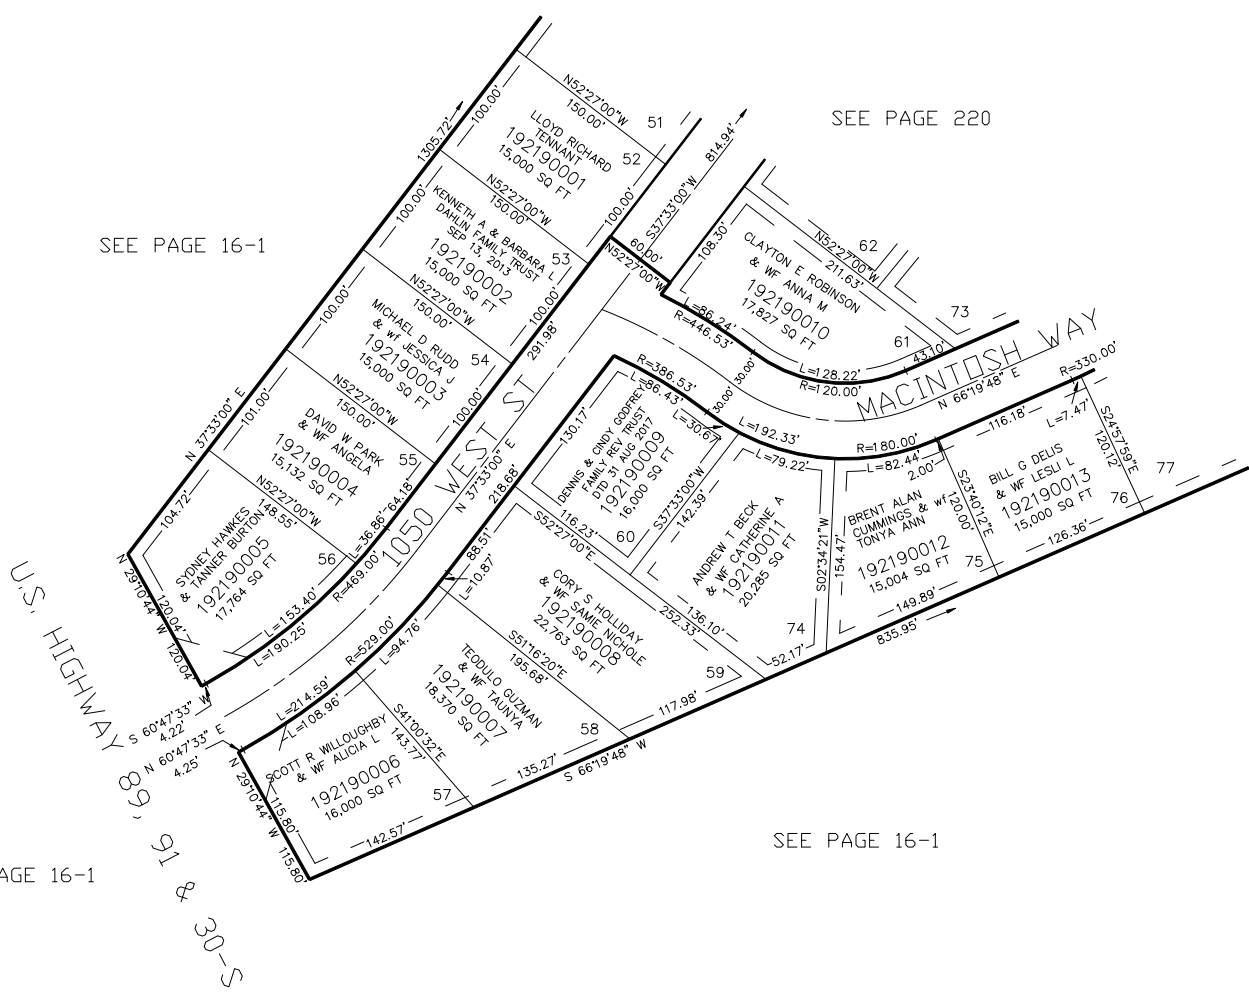 SEE PAGE 220
SEE PAGE 16-1
1305.72'
814.94'
N52°27'00"W
150.00'
51
100.00'
LLOYD RICHARD
TENNANT
192190001
15,000 SQ FT
52
100.00'
N52°27'00"W
150.00'
100.00'
KENNETH A & BARBARA L
DAHLIN FAMILY TRUST
SEP 13, 2013
192190002
15,000 SQ FT
53
100.00'
N52°27'00"W
150.00'
100.00'
MICHAEL D RUDD
& wf JESSICA J
192190003
15,000 SQ FT
54
100.00'
291.98'
N 37°33'00" E
N52°27'00"W
150.00'
101.00'
DAVID W PARK
& WF ANGELA
192190004
15,132 SQ FT
55
64.18'
L=36.86'
N52°27'00"W
148.55'
104.72'
SYDNEY HAWKES
& TANNER BURTON
192190005
17,764 SQ FT
56
N 29°10'44" W 120.04'
120.04'
L=153.40'
L=190.25'
R=469.00'
1050 WEST ST
N 37°33'00" E
218.68'
S37°33'00"W
60.00'
N52°27'00"W
108.30'
CLAYTON E ROBINSON
& WF ANNA M
192190010
17,827 SQ FT
61
N52°27'00"W
211.63'
62
73
L=86.24'
R=446.53'
L=128.22'
R=120.00'
43.10'
MACINTOSH WAY
N 66°19'48" E
R=330.00'
30.00'
30.00'
R=386.53'
L=86.43'
L=30.67'
L=192.33'
R=180.00'
L=79.22'
L=82.44'
2.00'
116.18'
L=7.47'
S24°57'59"E
120.12'
77
130.17'
DENNIS & CINDY GODFREY
FAMILY REV TRUST
DTD 31 AUG 2017
192190009
16,000 SQ FT
60
116.23'
S37°33'00"W
142.39'
ANDREW T BECK
& WF CATHERINE A
192190011
20,285 SQ FT
74
136.10'
52.17'
S02°34'21"W
154.47'
BRENT ALAN
CUMMINGS & wf
TONYA ANN
192190012
15,004 SQ FT
75
149.89'
835.95'
S23°40'12"E
120.00
BILL G DELIS
& WF LESLI L
192190013
15,000 SQ FT
76
126.36'
88.51'
L=10.87'
S52°27'00"E
252.33'
CORY S HOLLIDAY
& WF SAMIE NICHOLE
192190008
22,763 SQ FT
59
117.98'
R=529.00'
L=94.76'
S51°16'20"E
195.68'
TEODULO GUZMAN
& WF TAUNYA
192190007
18,370 SQ FT
58
135.27'
S 66°19'48" W
L=214.59'
L=108.96'
S41°00'32"E
143.77'
SCOTT R WILLOUGHBY
& WF ALICIA L
192190006
16,000 SQ FT
57
142.57'
115.80'
N 29°10'44" W 115.80'
S 60°47'33" W
4.22'
N 60°47'33" E
4.25'
U.S. HIGHWAY 89, 91 & 30-S
SEE PAGE 16-1
AGE 16-1